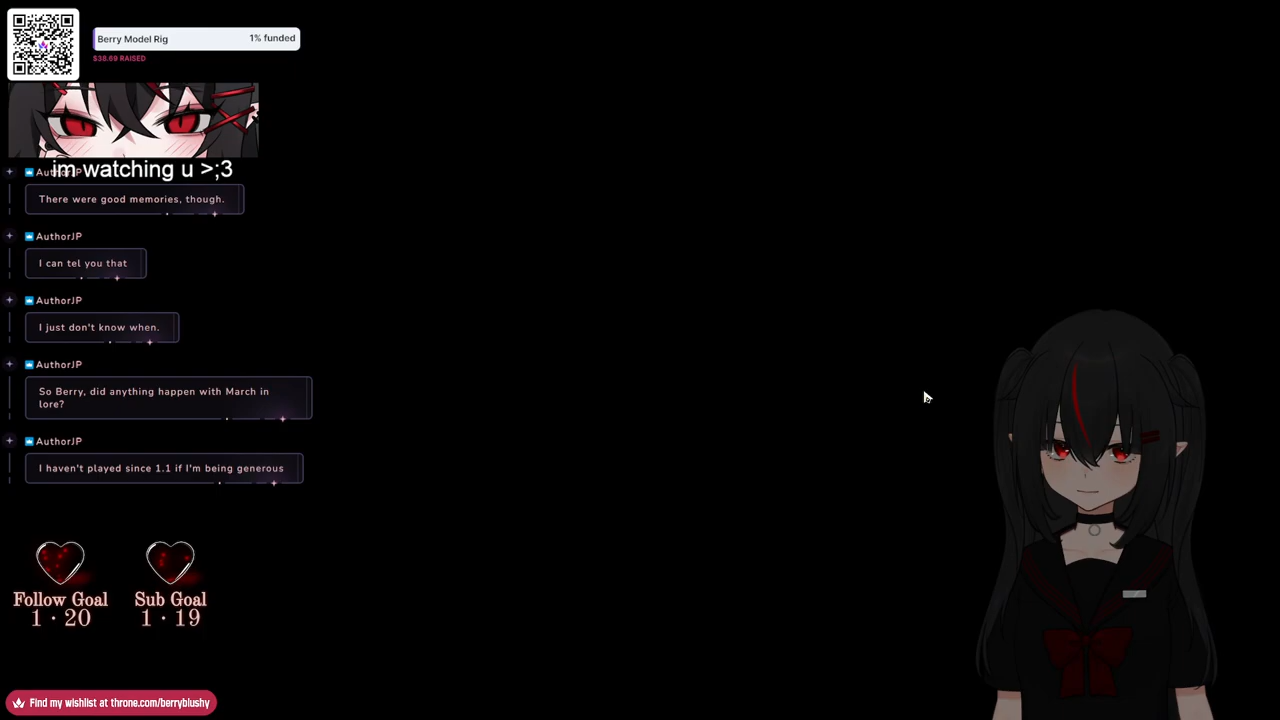 Berry Model Rig 1% funded
$38.69 RAISED
im watching u >;3
AuthorJP
There were good memories, though.
AuthorJP
I can tel you that
AuthorJP
I just don't know when.
AuthorJP
So Berry, did anything happen with March in
lore?
AuthorJP
I haven't played since 1.1 if I'm being generous
Follow Goal
1 · 20
Sub Goal
1 · 19
Find my wishlist at throne.com/berryblushy